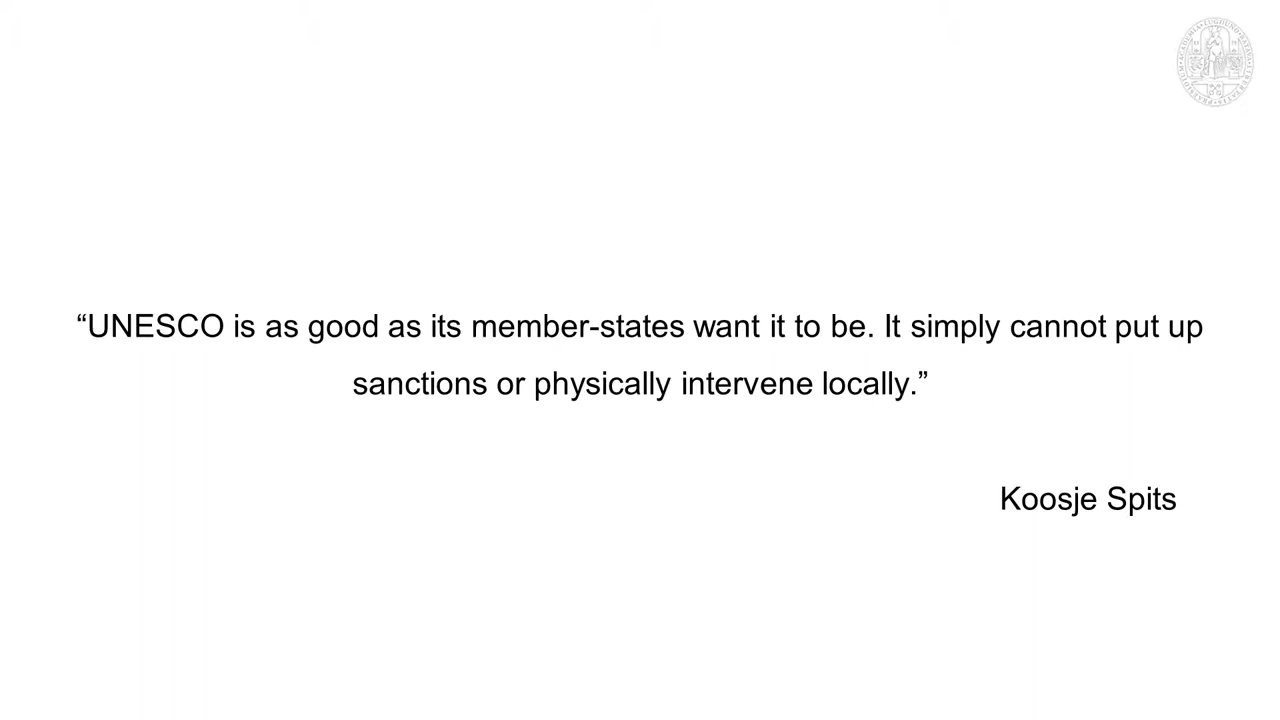 “UNESCO is as good as its member-states want it to be. It simply cannot put up
sanctions or physically intervene locally.”
Koosje Spits